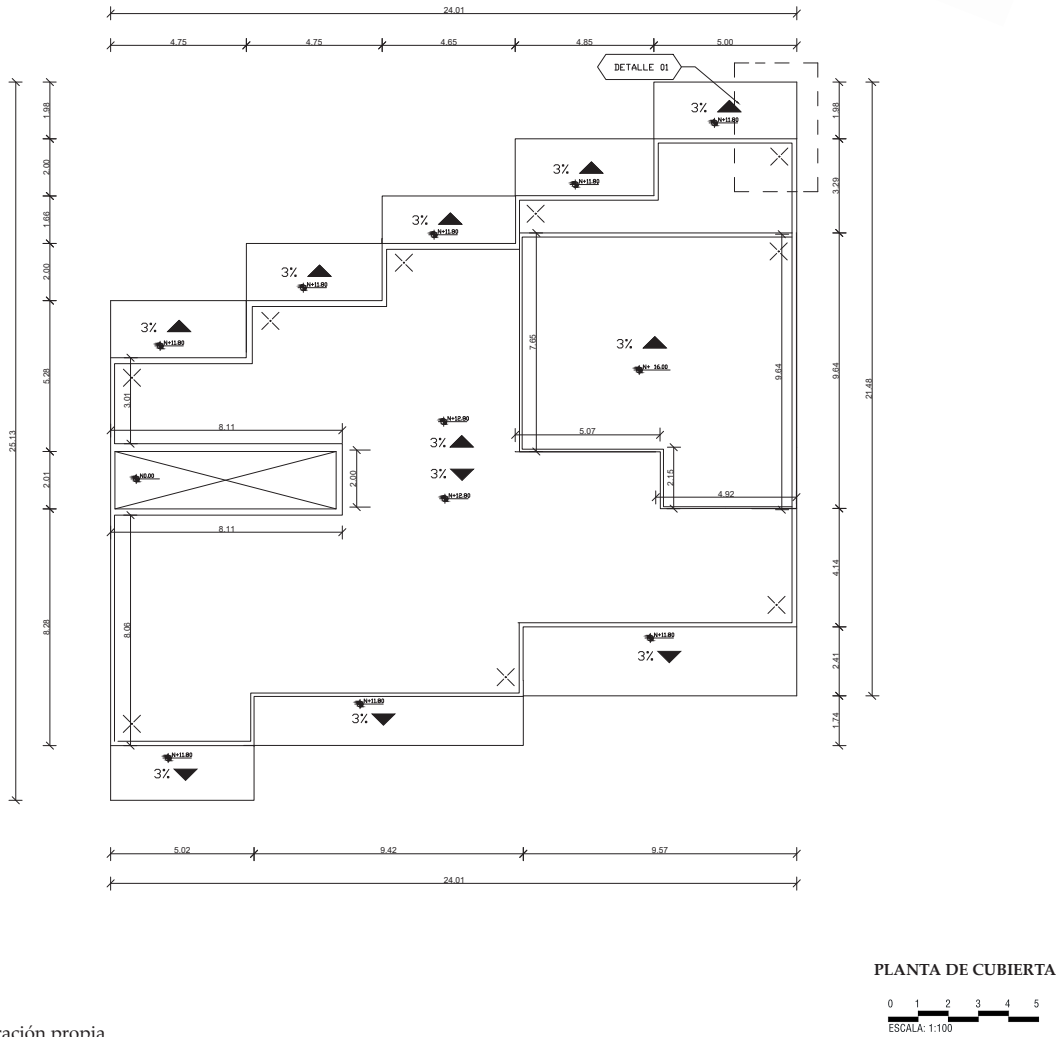 24.01
4.75 4.75 4.65 4.85 5.00
DETALLE 01
1.98
3% N+11.80
1.98
2.00
3% N+11.80
3.29
1.66
3% N+11.80
2.00
3% N+11.80
3% N+11.80
5.28
3.01
7.65
3% N+ 16.00
9.64
9.64
21.48
25.13
8.11
N+12.80
3%
5.07
2.01
N0.00
2.00
3%
N+12.80
2.15
4.92
8.11
4.14
8.28
8.06
N+11.80
3%
2.41
N+11.80
3%
1.74
N+11.80
3%
5.02 9.42 9.57
24.01
PLANTA DE CUBIERTA
0 1 2 3 4 5
ESCALA: 1:100
ración propia